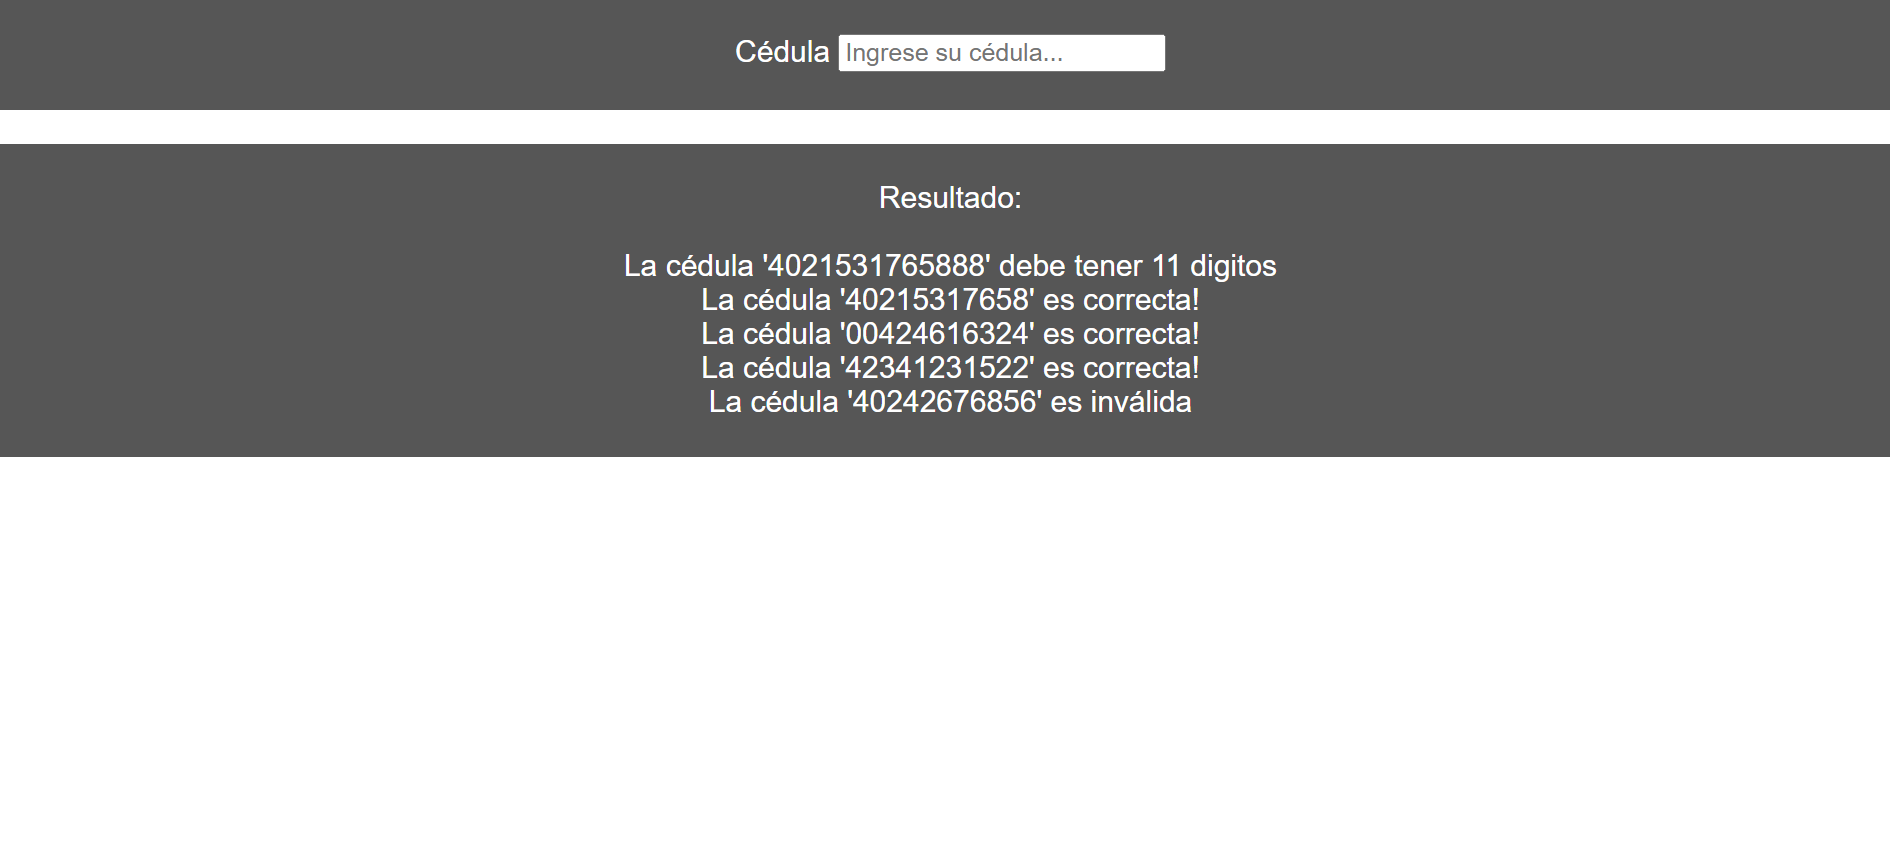 Cédula Ingrese su cédula...
Resultado:
La cédula '4021531765888' debe tener 11 digitos
La cédula '40215317658' es correcta!
La cédula '00424616324' es correcta!
La cédula '42341231522' es correcta!
La cédula '40242676856' es inválida